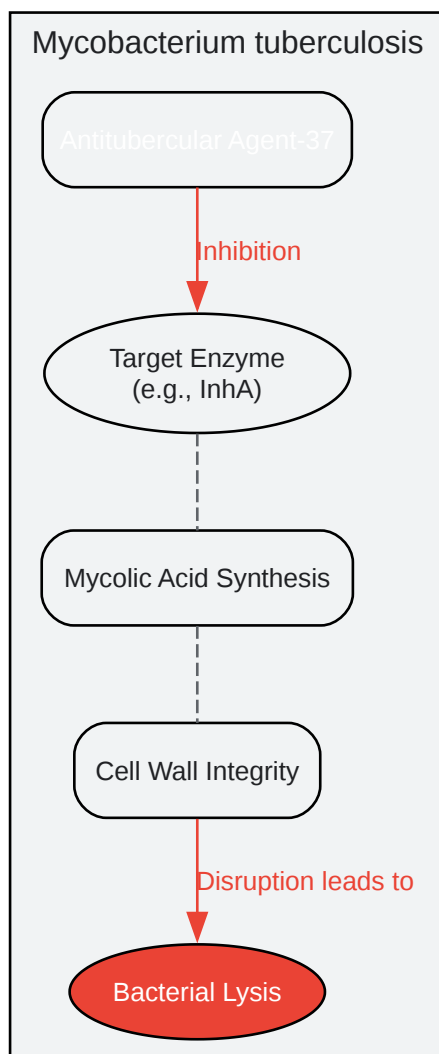 Mycobacterium tuberculosis
Antitubercular Agent-37
Inhibition
Target Enzyme
(e.g., InhA)
Mycolic Acid Synthesis
Cell Wall Integrity
Disruption leads to
Bacterial Lysis